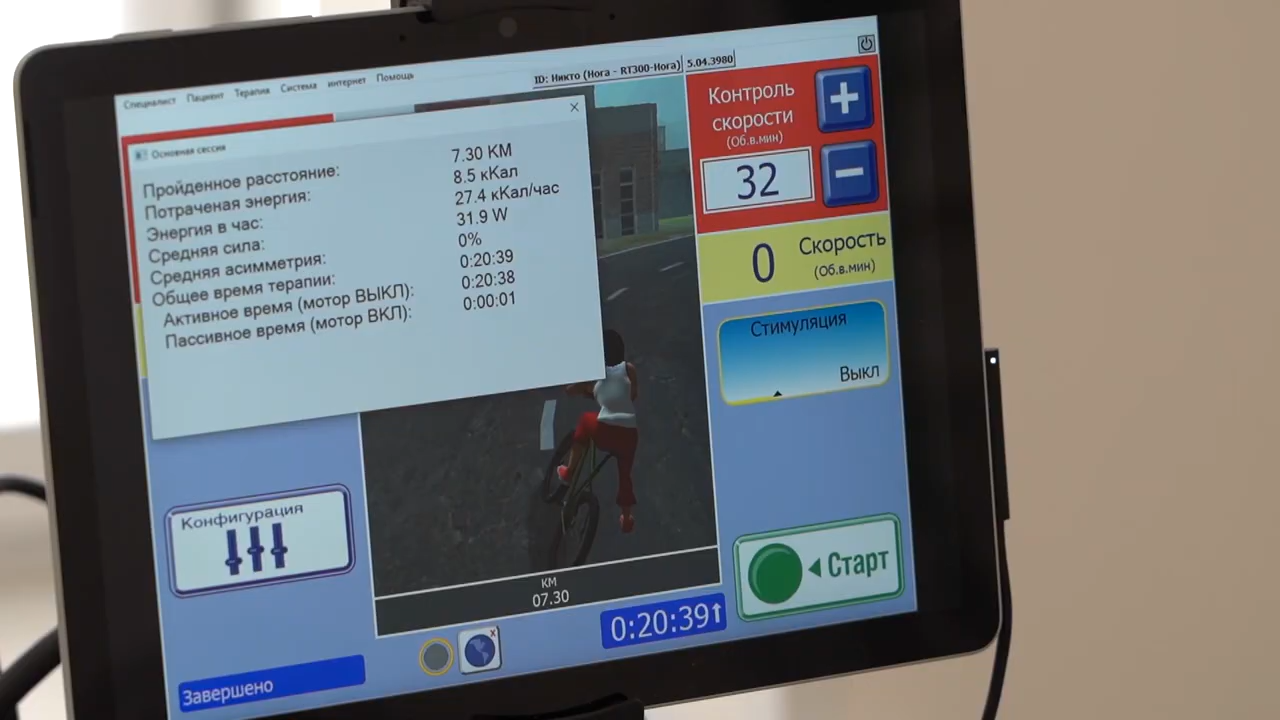 Специалист Пациент Терапия Система интернет Помощь
ID: Никто (Нога - RT300-Нога) 5.04.3980
Основная сессия
Пройденное расстояние: 7.30 KM
Потраченая энергия: 8.5 кКал
Энергия в час: 27.4 кКал/час
Средняя сила: 31.9 W
Средняя асимметрия: 0%
Общее время терапии: 0:20:39
Активное время (мотор ВЫКЛ): 0:20:38
Пассивное время (мотор ВКЛ): 0:00:01
Контроль
скорости
(Об.в.мин)
32
0 Скорость
(Об.в.мин)
Стимуляция
Выкл
Конфигурация
Старт
КМ
07.30
0:20:39
Завершено